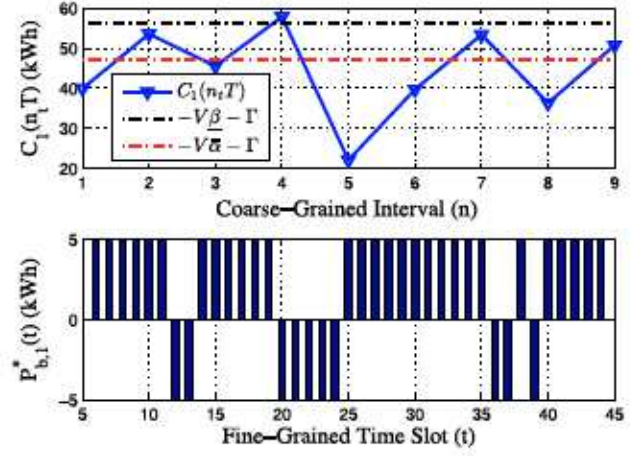 60
50
40
30
20
C₁(nₜT) (kWh)
C₁(nₜT)
−Vβ − Γ
−Vα − Γ
1 2 3 4 5 6 7 8 9
Coarse−Grained Interval (n)
5
0
−5
P*b,1(t) (kWh)
5 10 15 20 25 30 35 40 45
Fine−Grained Time Slot (t)